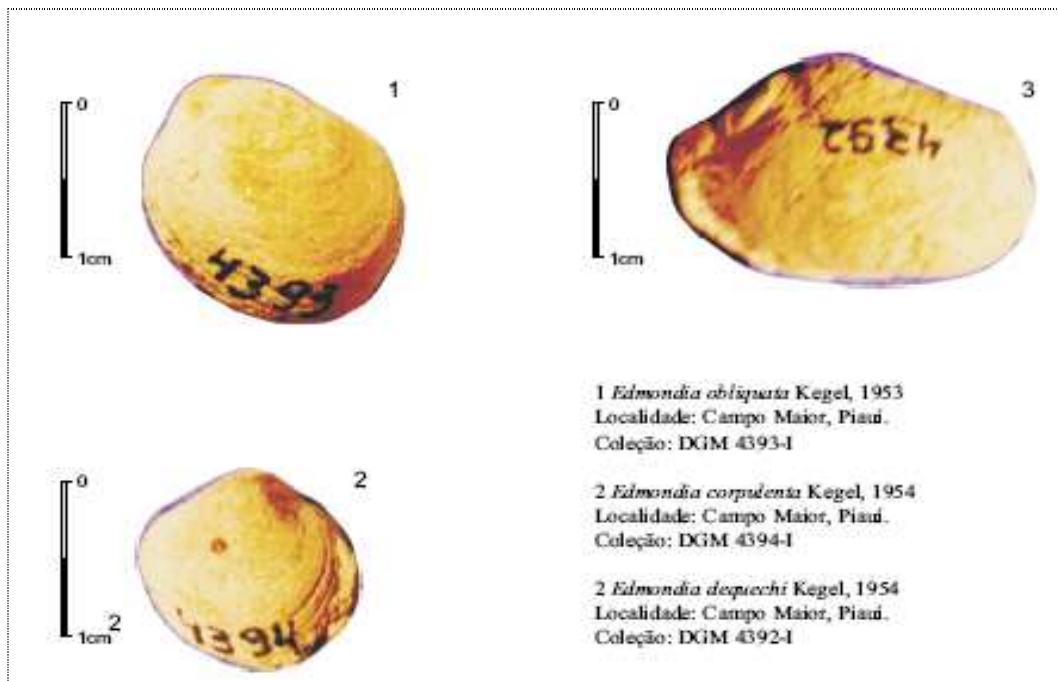 1
0
1cm
4393
3
0
1cm
4392
1 Edmondia obliquata Kegel, 1953
Localidade: Campo Maior, Piauí.
Coleção: DGM 4393-I
2
0
1cm
2
1394
2 Edmondia corpulenta Kegel, 1954
Localidade: Campo Maior, Piauí.
Coleção: DGM 4394-I
2 Edmondia dequechi Kegel, 1954
Localidade: Campo Maior, Piauí.
Coleção: DGM 4392-I